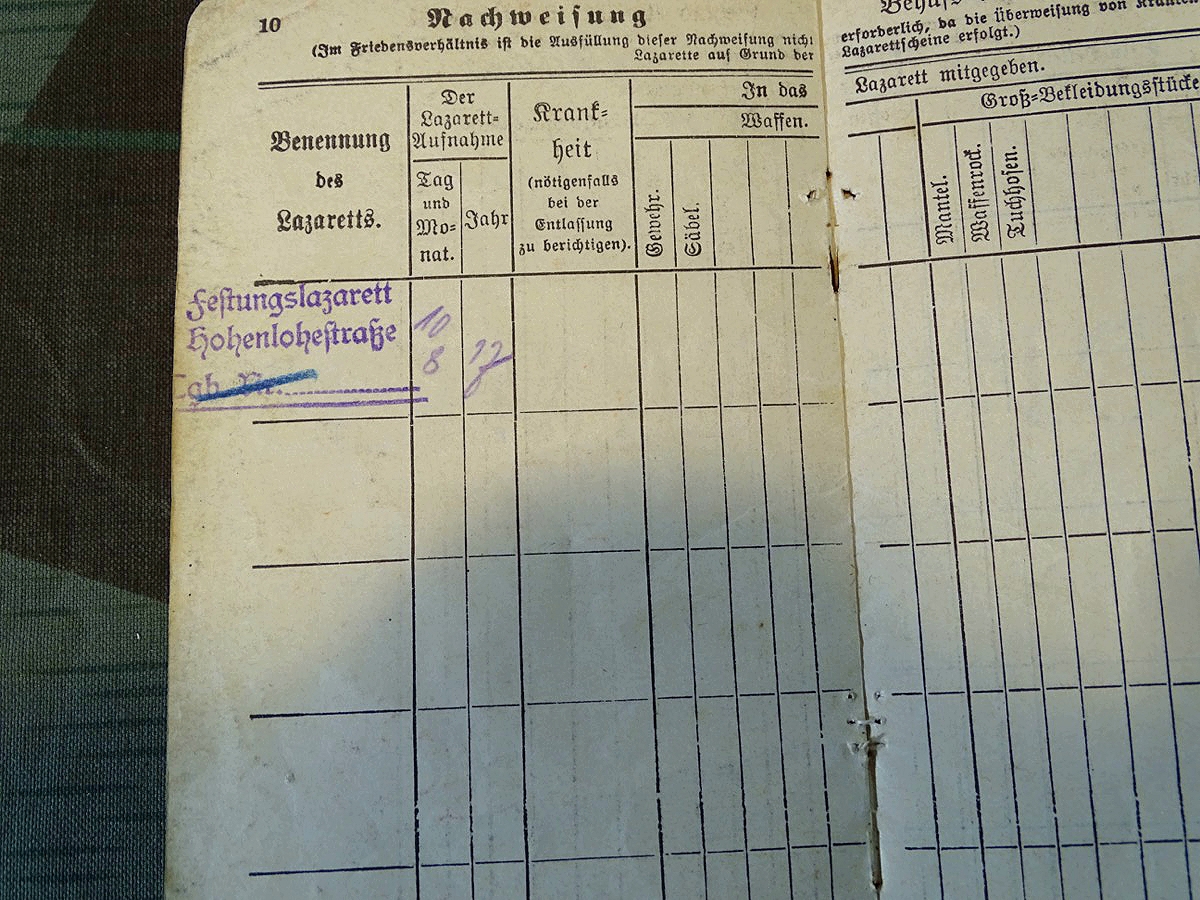 10
Nachweisung
(Im Friedensverhältnis ist die Ausfüllung dieser Nachweisung nicht
Lazarette auf Grund der
Benennung
des
Lazaretts.
Der
Lazarett-
Aufnahme
Tag
und
Mo-
nat.
Jahr
Krank-
heit
(nötigenfalls
bei der
Entlassung
zu berichtigen).
In das
Waffen.
Gewehr.
Säbel.
Festungslazarett
Hohenlohestraße
10
8
17
Nr.
Behufs
erforderlich, da die Überweisung von Kranken
Lazarettscheine erfolgt.)
Lazarett mitgegeben.
Groß-Bekleidungsstücke
Mantel.
Waffenrock.
Tuchhosen.